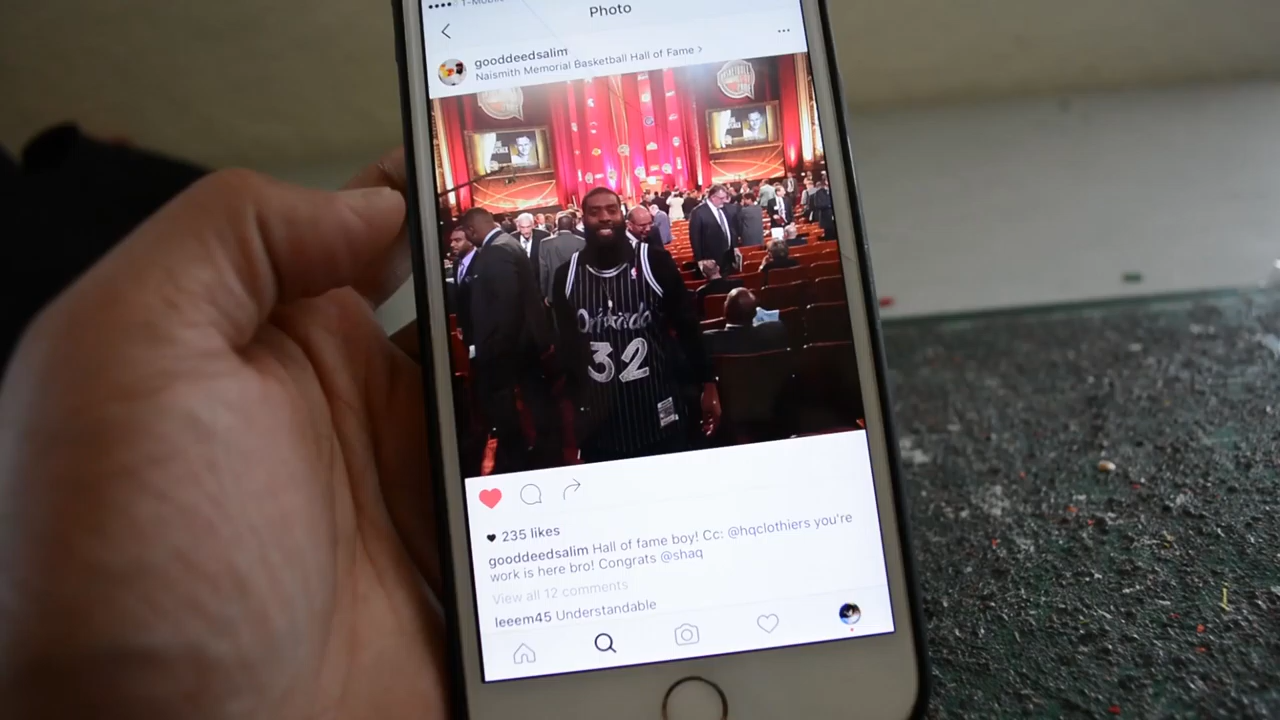 T-Mobile
Photo
gooddeedsalim
Naismith Memorial Basketball Hall of Fame >
Orlando
32
235 likes
gooddeedsalim Hall of fame boy! Cc: @hqclothiers you're
work is here bro! Congrats @shaq
View all 12 comments
leeem45 Understandable